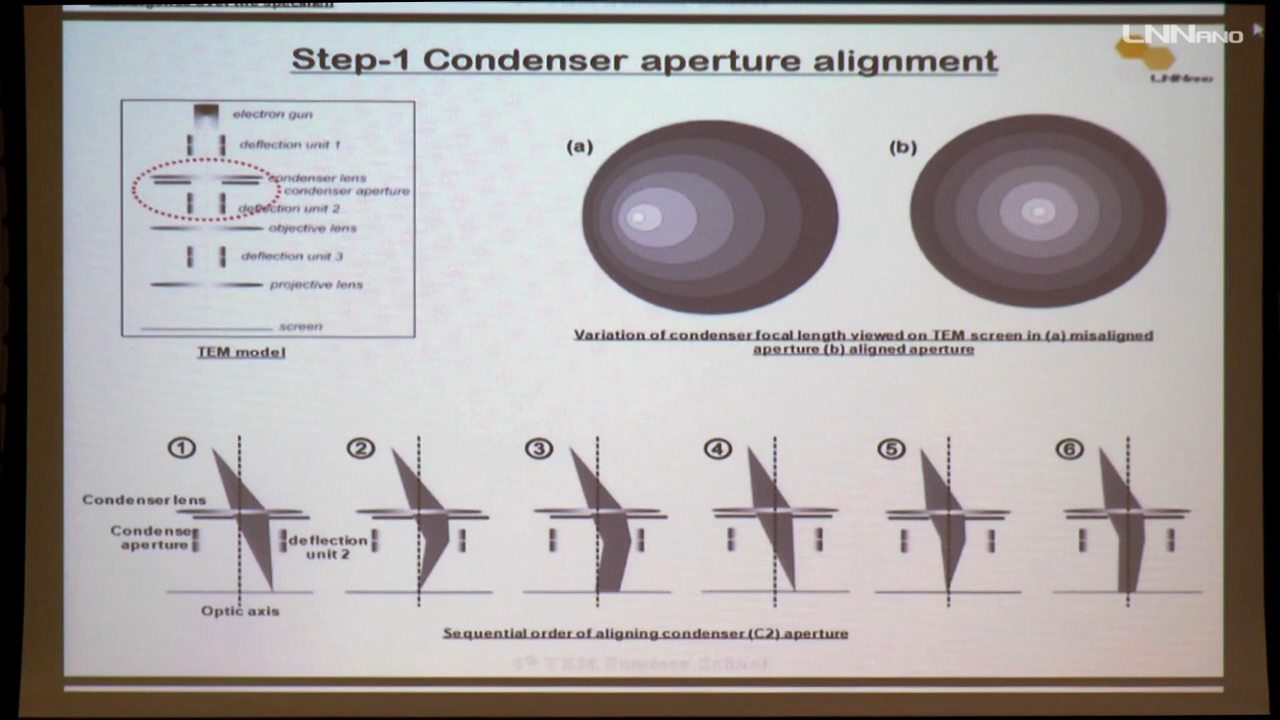 LNNano
Step-1 Condenser aperture alignment
LNNano
electron gun
deflection unit 1
condenser lens
condenser aperture
deflection unit 2
objective lens
deflection unit 3
projective lens
screen
TEM model
(a)
(b)
Variation of condenser focal length viewed on TEM screen in (a) misaligned
aperture (b) aligned aperture
1
2
3
4
5
6
Condenser lens
Condenser
aperture
deflection
unit 2
Optic axis
Sequential order of aligning condenser (C2) aperture
6th TEM Summer School